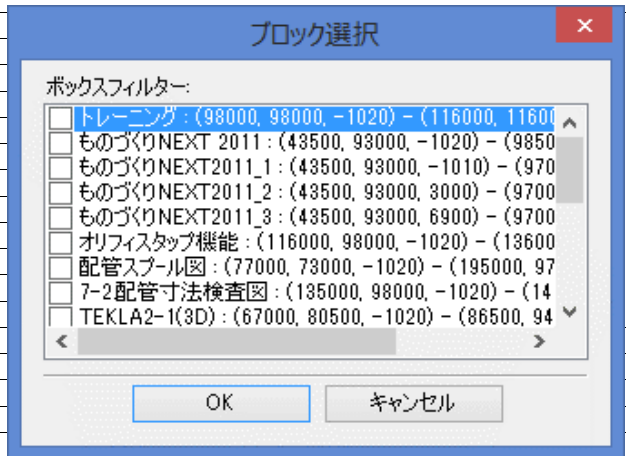 ブロック選択
ボックスフィルター:
トレーニング : (98000, 98000, -1020) - (116000, 1160
ものづくりNEXT 2011 : (43500, 93000, -1020) - (9850
ものづくりNEXT2011_1 : (43500, 93000, -1010) - (970
ものづくりNEXT2011_2 : (43500, 93000, 3000) - (9700
ものづくりNEXT2011_3 : (43500, 93000, 6900) - (9700
オリフィスタップ機能 : (116000, 98000, -1020) - (13600
配管スプール図 : (77000, 73000, -1020) - (195000, 97
7-2配管寸法検査図 : (135000, 98000, -1020) - (14
TEKLA2-1(3D) : (67000, 80500, -1020) - (86500, 94
OK キャンセル